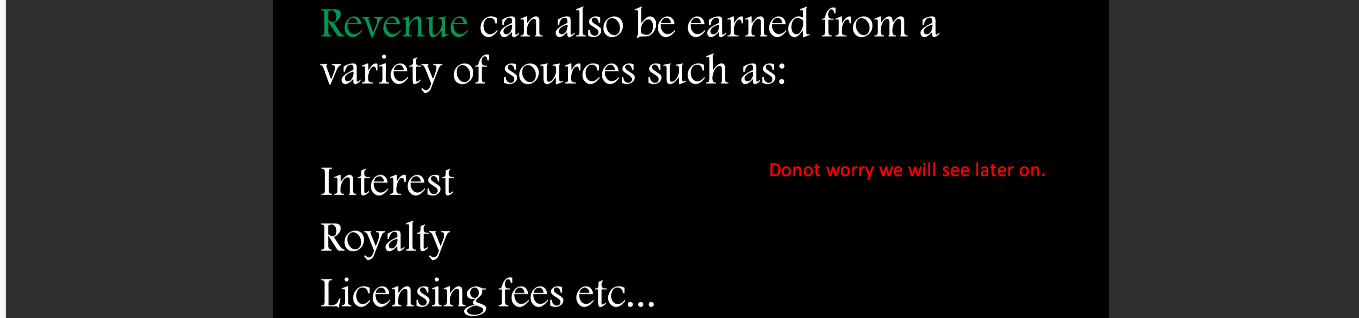 Revenue can also be earned from a
variety of sources such as:
Interest
Donot worry we will see later on.
Royalty
Licensing fees etc...